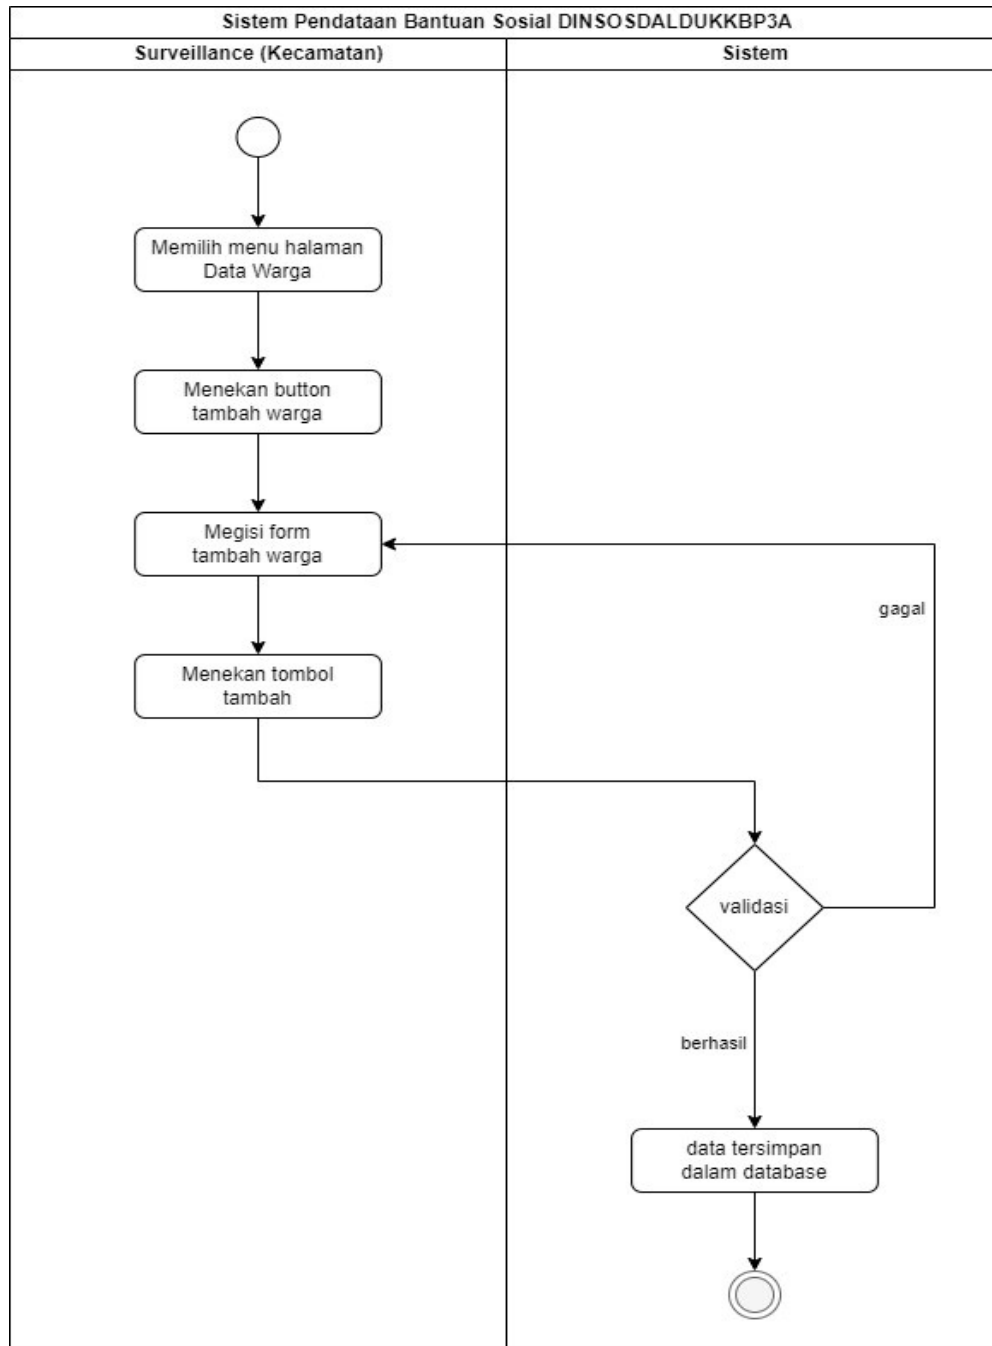 Sistem Pendataan Bantuan Sosial DINSOSDALDUKKBP3A
Surveillance (Kecamatan)
Sistem
Memilih menu halaman
Data Warga
Menekan button
tambah warga
Megisi form
tambah warga
gagal
Menekan tombol
tambah
validasi
berhasil
data tersimpan
dalam database